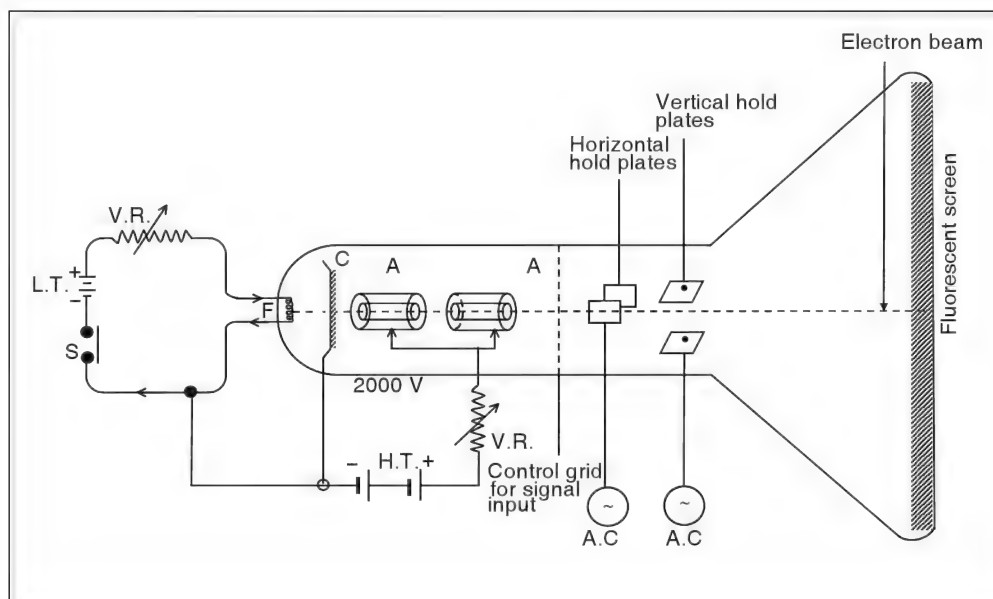 Electron beam
Vertical hold
plates
Horizontal
hold plates
V.R.
C
A
A
L.T.
+
−
F
S
2000 V
V.R.
− H.T. +
Control grid
for signal
input
~
~
A.C
A.C
Fluorescent screen